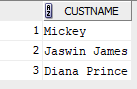 CUSTNAME
1 Mickey
2 Jaswin James
3 Diana Prince